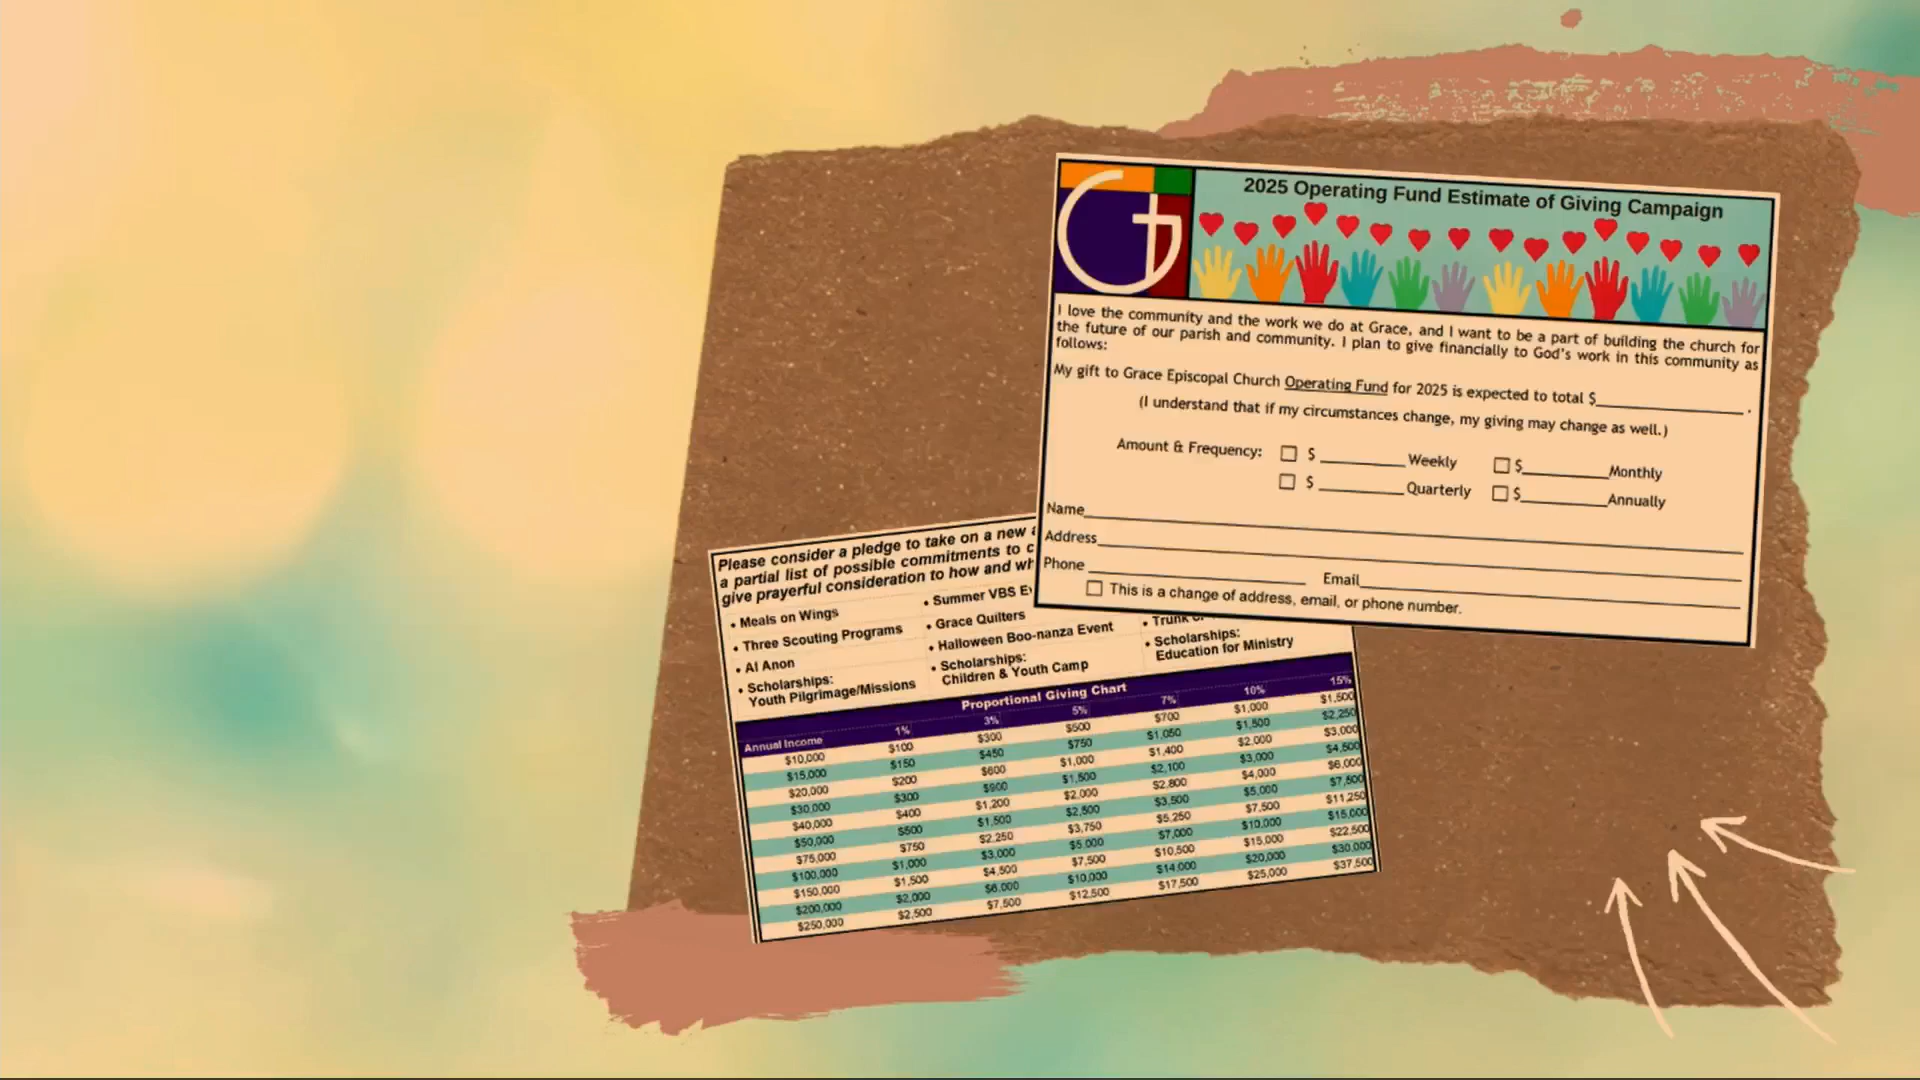 2025 Operating Fund Estimate of Giving Campaign
I love the community and the work we do at Grace, and I want to be a part of building the church for
the future of our parish and community. I plan to give financially to God's work in this community as
follows:
My gift to Grace Episcopal Church Operating Fund for 2025 is expected to total $ .
(I understand that if my circumstances change, my giving may change as well.)
Amount & Frequency: $ Weekly $ Monthly
$ Quarterly $ Annually
Name
Address
Phone Email
This is a change of address, email, or phone number.
Please consider a pledge to take on a new
a partial list of possible commitments to
give prayerful consideration to how and
• Meals on Wings • Summer VBS
• Three Scouting Programs • Grace Quilters • Trunk
• Al Anon • Halloween Boo-nanza Event • Scholarships:
Education for Ministry
• Scholarships: • Scholarships:
Youth Pilgrimage/Missions Children & Youth Camp
Proportional Giving Chart
Annual Income 1% 3% 5% 7% 10% 15%
$10,000 $100 $300 $500 $700 $1,000 $1,500
$15,000 $150 $450 $750 $1,050 $1,500 $2,250
$20,000 $200 $600 $1,000 $1,400 $2,000 $3,000
$30,000 $300 $900 $1,500 $2,100 $3,000 $4,500
$40,000 $400 $1,200 $2,000 $2,800 $4,000 $6,000
$50,000 $500 $1,500 $2,500 $3,500 $5,000 $7,500
$75,000 $750 $2,250 $3,750 $5,250 $7,500 $11,250
$100,000 $1,000 $3,000 $5,000 $7,000 $10,000 $15,000
$150,000 $1,500 $4,500 $7,500 $10,500 $15,000 $22,500
$200,000 $2,000 $6,000 $10,000 $14,000 $20,000 $30,000
$250,000 $2,500 $7,500 $12,500 $17,500 $25,000 $37,500